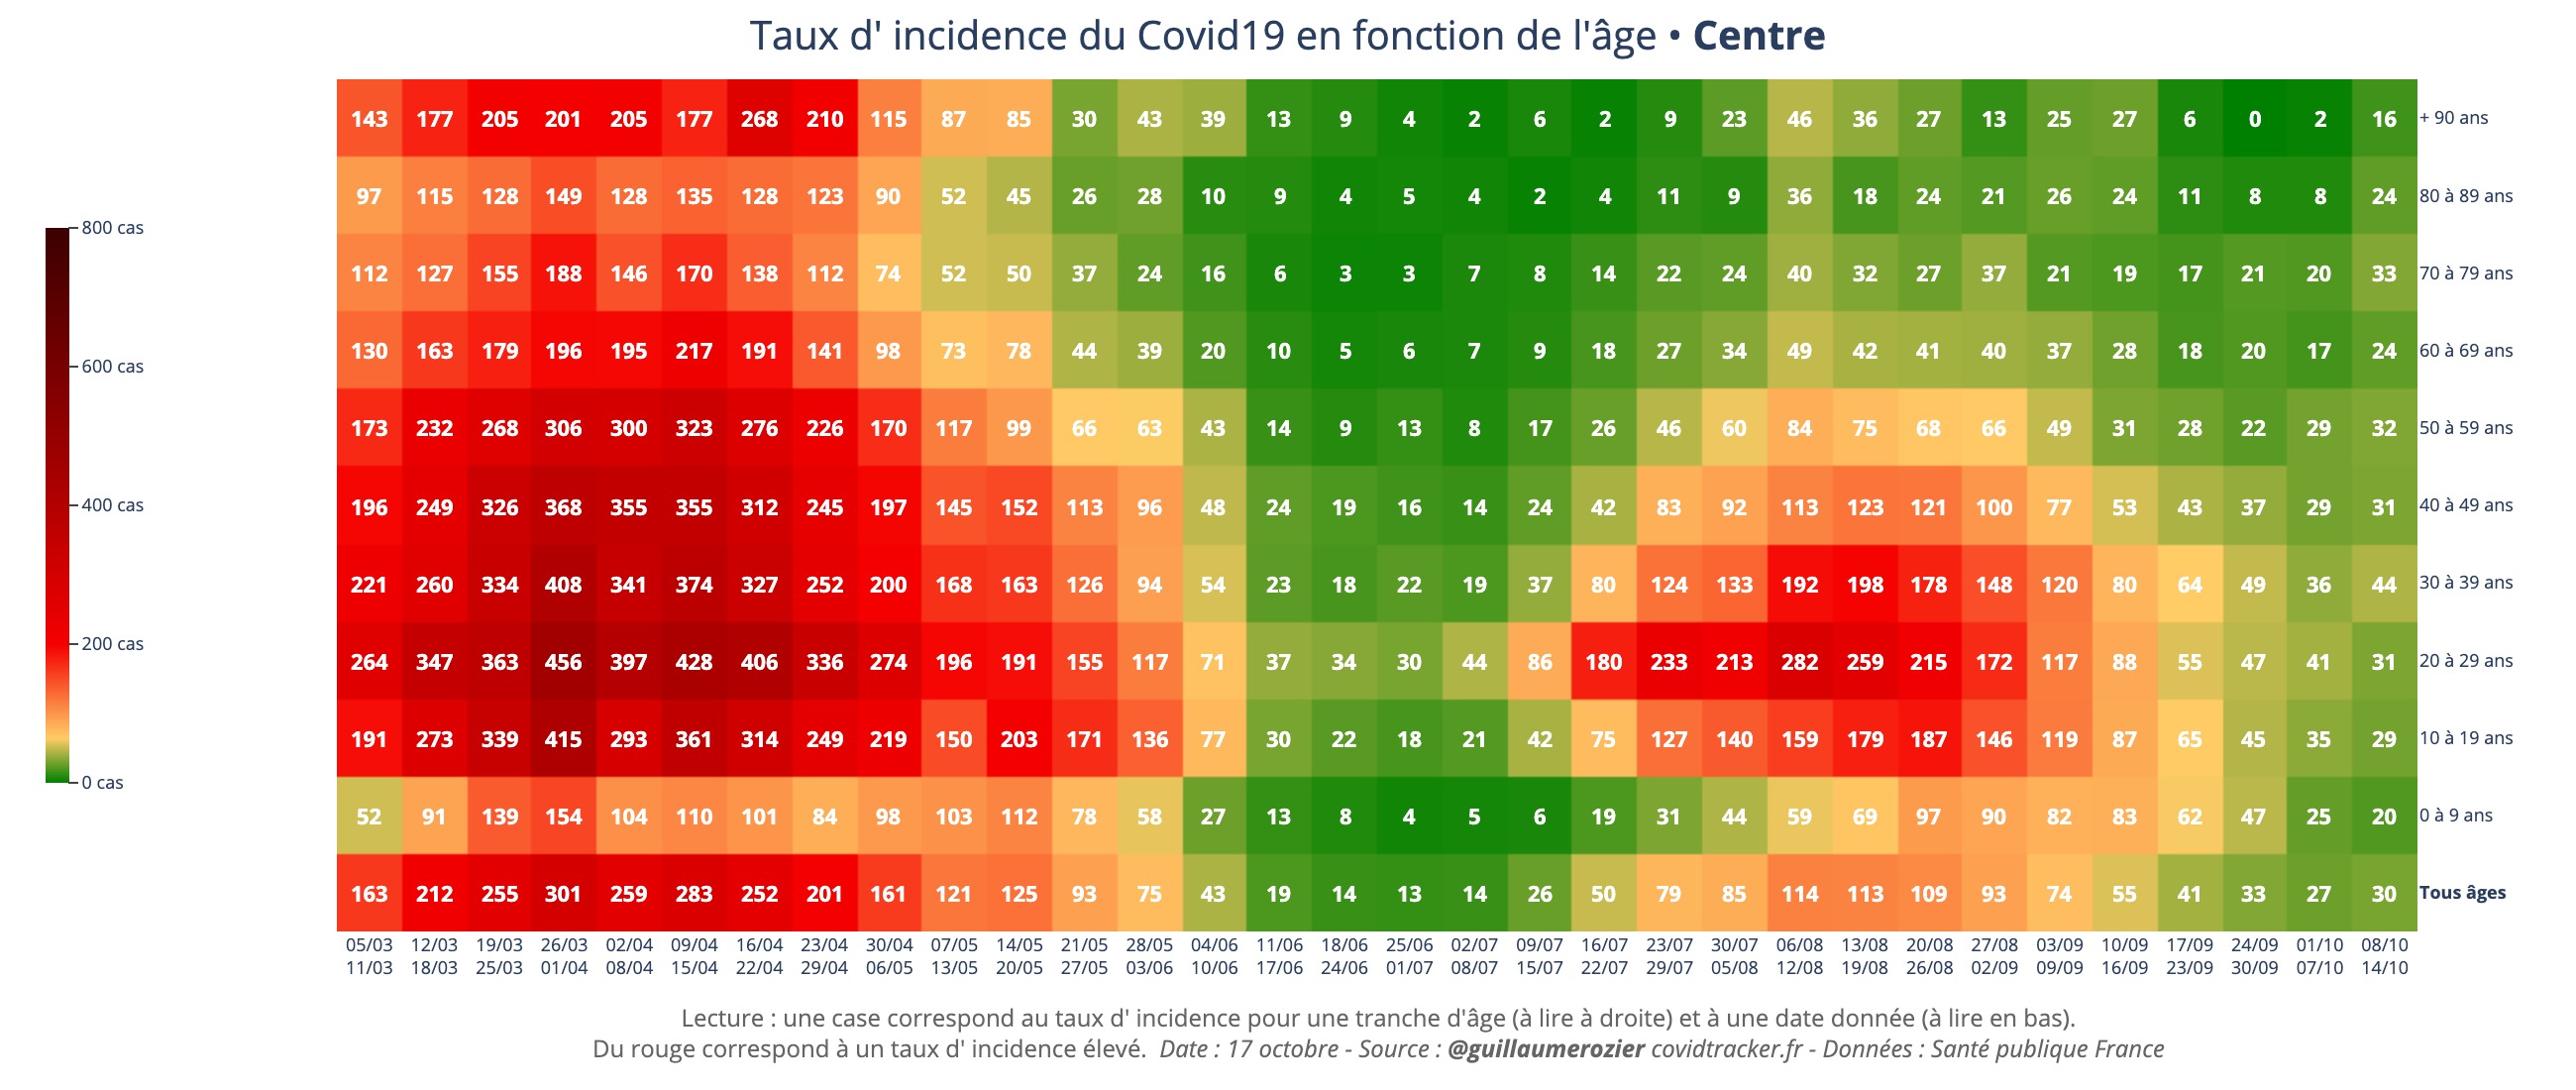 Taux d' incidence du Covid19 en fonction de l'âge • Centre
143 177 205 201 205 177 268 210 115 87 85 30 43 39 13 9 4 2 6 2 9 23 46 36 27 13 25 27 6 0 2 16 + 90 ans
97 115 128 149 128 135 128 123 90 52 45 26 28 10 9 4 5 4 2 4 11 9 36 18 24 21 26 24 11 8 8 24 80 à 89 ans
800 cas
112 127 155 188 146 170 138 112 74 52 50 37 24 16 6 3 3 7 8 14 22 24 40 32 27 37 21 19 17 21 20 33 70 à 79 ans
130 163 179 196 195 217 191 141 98 73 78 44 39 20 10 5 6 7 9 18 27 34 49 42 41 40 37 28 18 20 17 24 60 à 69 ans
600 cas
173 232 268 306 300 323 276 226 170 117 99 66 63 43 14 9 13 8 17 26 46 60 84 75 68 66 49 31 28 22 29 32 50 à 59 ans
400 cas
196 249 326 368 355 355 312 245 197 145 152 113 96 48 24 19 16 14 24 42 83 92 113 123 121 100 77 53 43 37 29 31 40 à 49 ans
221 260 334 408 341 374 327 252 200 168 163 126 94 54 23 18 22 19 37 80 124 133 192 198 178 148 120 80 64 49 36 44 30 à 39 ans
200 cas
264 347 363 456 397 428 406 336 274 196 191 155 117 71 37 34 30 44 86 180 233 213 282 259 215 172 117 88 55 47 41 31 20 à 29 ans
191 273 339 415 293 361 314 249 219 150 203 171 136 77 30 22 18 21 42 75 127 140 159 179 187 146 119 87 65 45 35 29 10 à 19 ans
0 cas
52 91 139 154 104 110 101 84 98 103 112 78 58 27 13 8 4 5 6 19 31 44 59 69 97 90 82 83 62 47 25 20 0 à 9 ans
163 212 255 301 259 283 252 201 161 121 125 93 75 43 19 14 13 14 26 50 79 85 114 113 109 93 74 55 41 33 27 30 Tous âges
05/03 12/03 19/03 26/03 02/04 09/04 16/04 23/04 30/04 07/05 14/05 21/05 28/05 04/06 11/06 18/06 25/06 02/07 09/07 16/07 23/07 30/07 06/08 13/08 20/08 27/08 03/09 10/09 17/09 24/09 01/10 08/10
11/03 18/03 25/03 01/04 08/04 15/04 22/04 29/04 06/05 13/05 20/05 27/05 03/06 10/06 17/06 24/06 01/07 08/07 15/07 22/07 29/07 05/08 12/08 19/08 26/08 02/09 09/09 16/09 23/09 30/09 07/10 14/10
Lecture : une case correspond au taux d' incidence pour une tranche d'âge (à lire à droite) et à une date donnée (à lire en bas).
Du rouge correspond à un taux d' incidence élevé. Date : 17 octobre - Source : @guillaumerozier covidtracker.fr - Données : Santé publique France